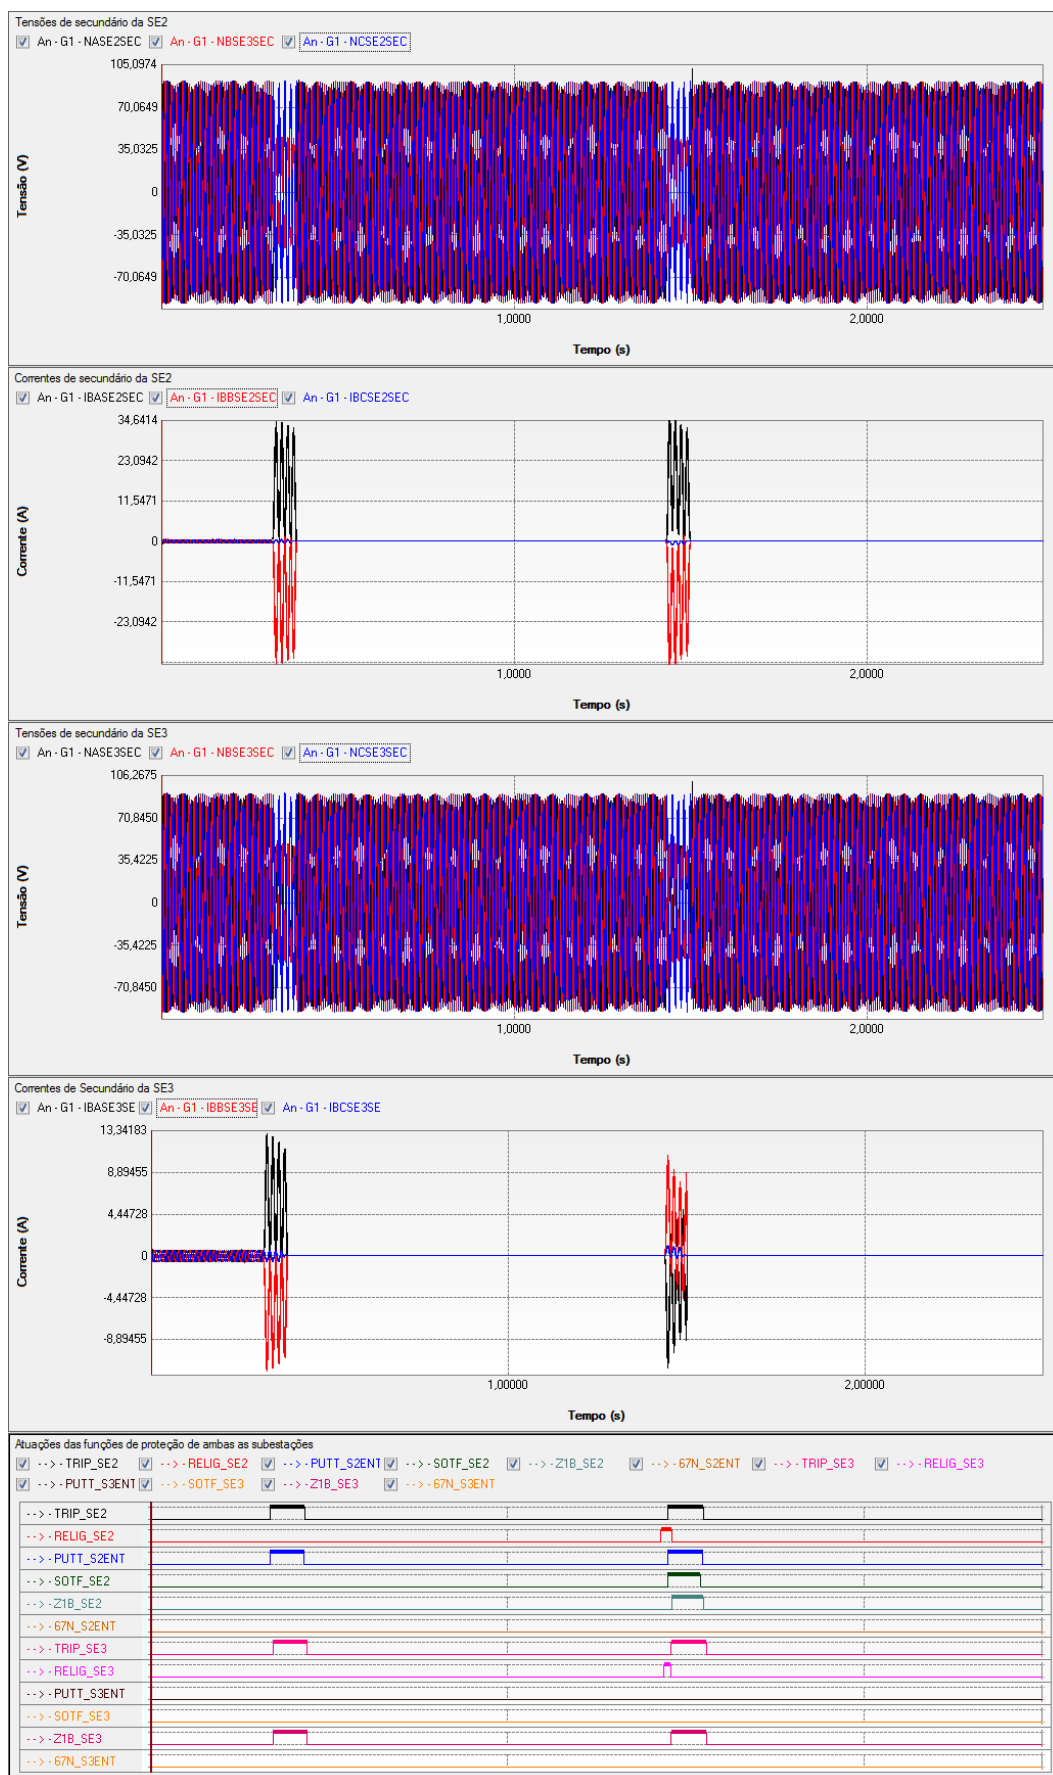 Tensões de secundário da SE2
An - G1 - NASE2SEC An - G1 - NBSE3SEC An - G1 - NCSE2SEC
105,0974
70,0649
35,0325
0
-35,0325
-70,0649
Tensão (V)
1,0000 2,0000
Tempo (s)
Correntes de secundário da SE2
An - G1 - IBASE2SEC An - G1 - IBBSE2SEC An - G1 - IBCSE2SEC
34,6414
23,0942
11,5471
0
-11,5471
-23,0942
Corrente (A)
1,0000 2,0000
Tempo (s)
Tensões de secundário da SE3
An - G1 - NASE3SEC An - G1 - NBSE3SEC An - G1 - NCSE3SEC
106,2675
70,8450
35,4225
0
-35,4225
-70,8450
Tensão (V)
1,0000 2,0000
Tempo (s)
Correntes de Secundário da SE3
An - G1 - IBASE3SE An - G1 - IBBSE3SE An - G1 - IBCSE3SE
13,34183
8,89455
4,44728
0
-4,44728
-8,89455
Corrente (A)
1,00000 2,00000
Tempo (s)
Atuações das funções de proteção de ambas as subestações
--> - TRIP_SE2 --> - RELIG_SE2 --> - PUTT_S2ENT --> - SOTF_SE2 --> - Z1B_SE2 --> - 67N_S2ENT --> - TRIP_SE3 --> - RELIG_SE3
--> - PUTT_S3ENT --> - SOTF_SE3 --> - Z1B_SE3 --> - 67N_S3ENT
--> - TRIP_SE2
--> - RELIG_SE2
--> - PUTT_S2ENT
--> - SOTF_SE2
--> - Z1B_SE2
--> - 67N_S2ENT
--> - TRIP_SE3
--> - RELIG_SE3
--> - PUTT_S3ENT
--> - SOTF_SE3
--> - Z1B_SE3
--> - 67N_S3ENT